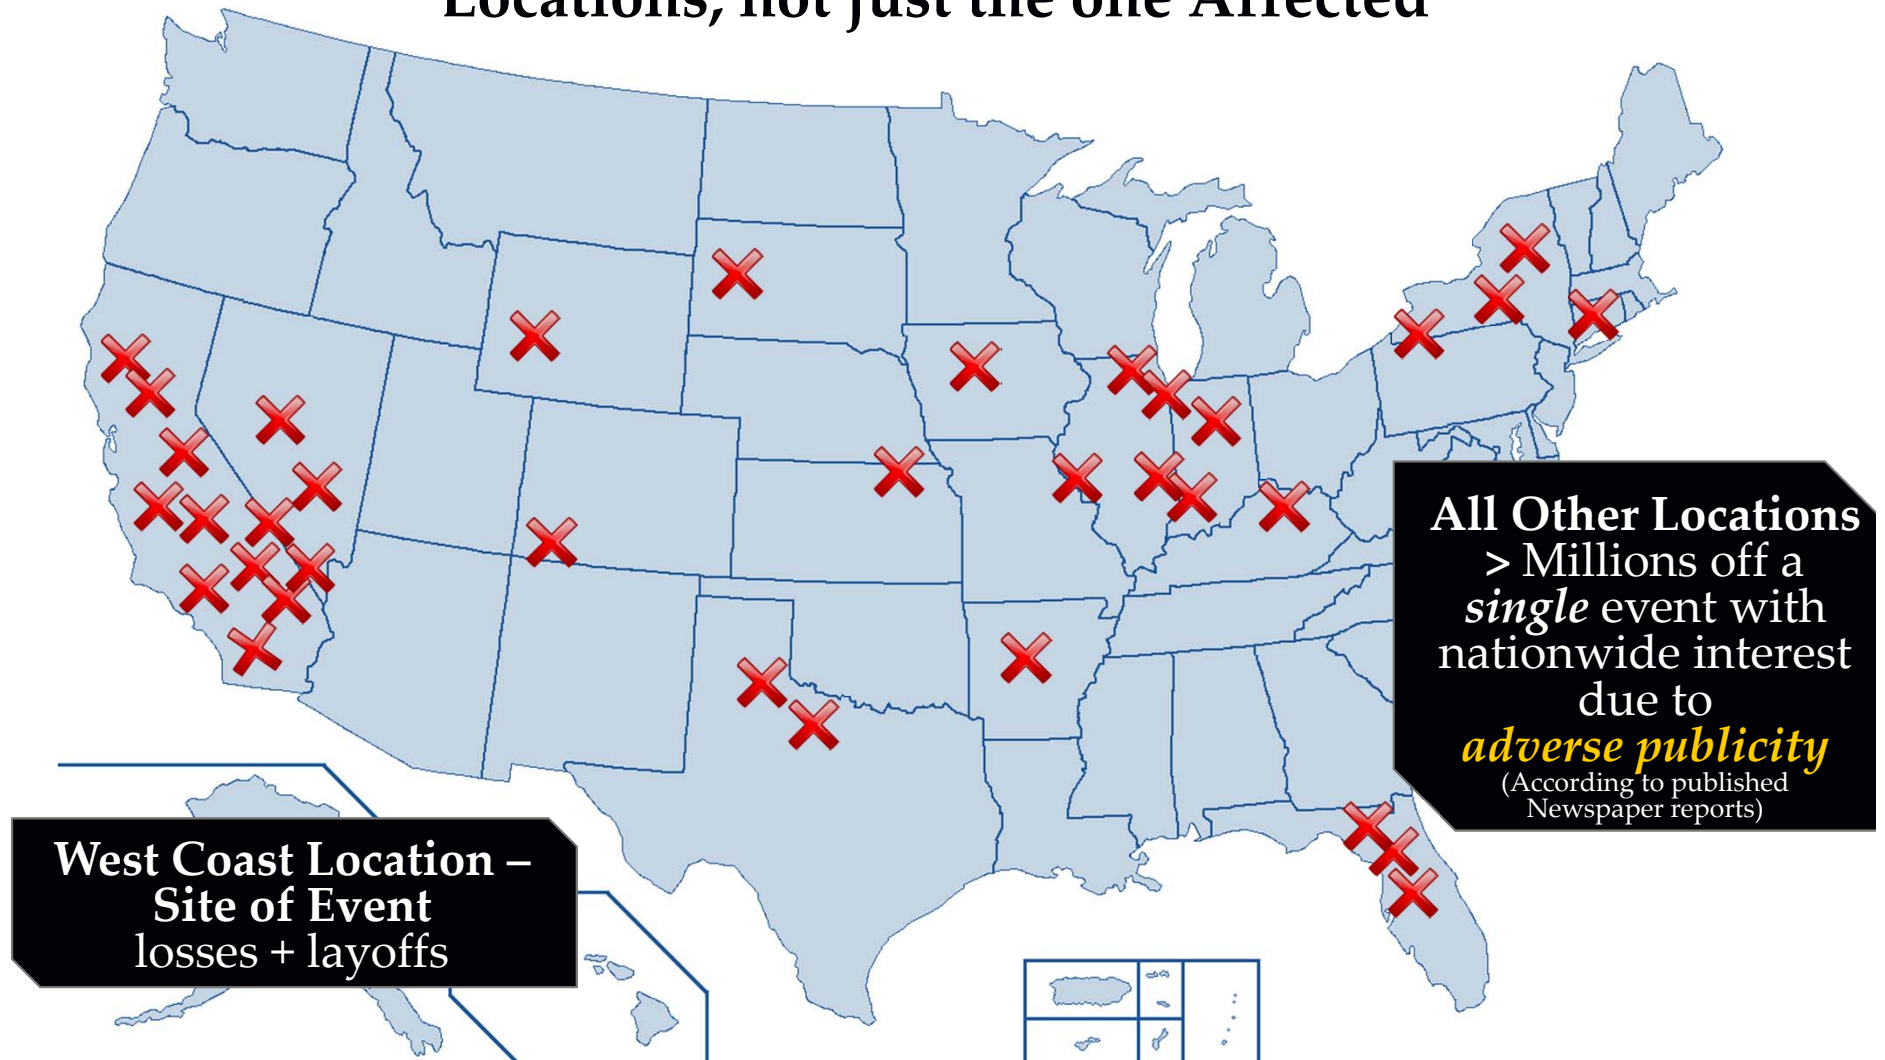 Locations, not just the one Affected
All Other Locations
> Millions off a
single event with
nationwide interest
due to
adverse publicity
(According to published
Newspaper reports)
West Coast Location –
Site of Event
losses + layoffs